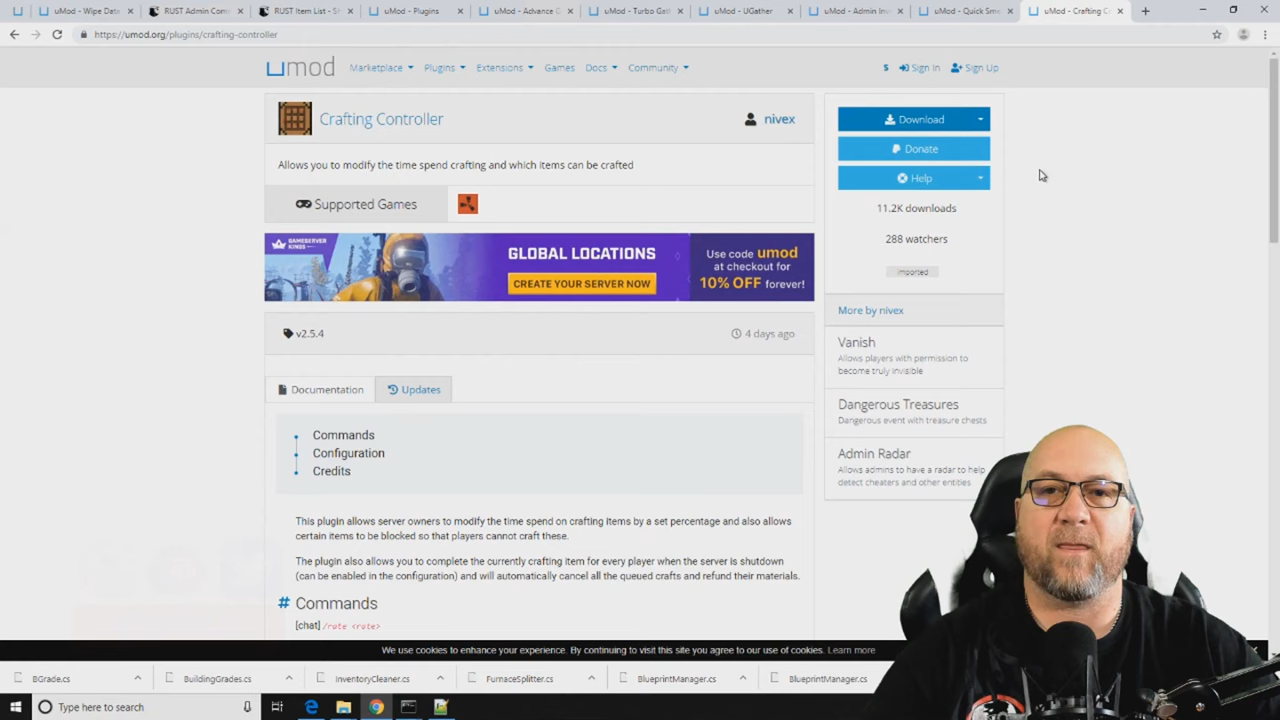 uMod - Wipe Data
RUST Admin Com
RUST Item List - S
uMod - Plugins
uMod - Advance G
uMod - Turbo Gat
uMod - UGather
uMod - Admin Inv
uMod - Quick Sme
uMod - Crafting C
https://umod.org/plugins/crafting-controller
umod
Marketplace
Plugins
Extensions
Games
Docs
Community
$
Sign In
Sign Up
Crafting Controller
nivex
Allows you to modify the time spend crafting and which items can be crafted
Supported Games
GAMESERVER
KINGS
GLOBAL LOCATIONS
CREATE YOUR SERVER NOW
Use code umod
at checkout for
10% OFF forever!
v2.5.4
4 days ago
Documentation
Updates
Commands
Configuration
Credits
This plugin allows server owners to modify the time spend on crafting items by a set percentage and also allows
certain items to be blocked so that players cannot craft these.
The plugin also allows you to complete the currently crafting item for every player when the server is shutdown
(can be enabled in the configuration) and will automatically cancel all the queued crafts and refund their materials.
# Commands
[chat] /rate <rate>
Download
Donate
Help
11.2K downloads
288 watchers
imported
More by nivex
Vanish
Allows players with permission to
become truly invisible
Dangerous Treasures
Dangerous event with treasure chests
Admin Radar
Allows admins to have a radar to help
detect cheaters and other entities
We use cookies to enhance your experience. By continuing to visit this site you agree to our use of cookies. Learn more
BGrade.cs
BuildingGrades.cs
InventoryCleaner.cs
FurnaceSplitter.cs
BlueprintManager.cs
BlueprintManager.cs
Type here to search